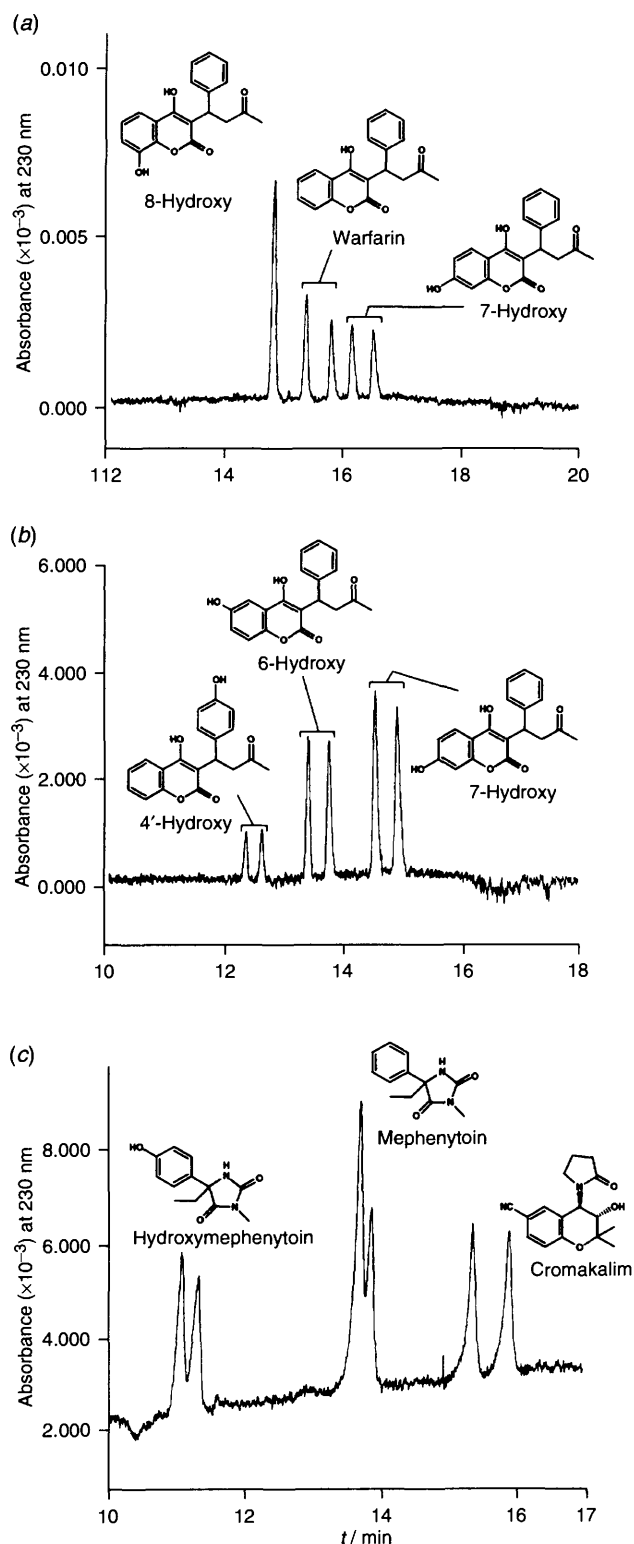 (a)
0.010
0.005
0.000
Absorbance (×10⁻³) at 230 nm
HO
O
O
O
OH
8-Hydroxy
HO
O
O
O
Warfarin
HO
O
HO
O
O
7-Hydroxy
112
14
16
18
20
(b)
6.000
4.000
2.000
0.000
Absorbance (×10⁻³) at 230 nm
HO
O
HO
O
O
6-Hydroxy
OH
HO
O
O
O
4′-Hydroxy
HO
O
HO
O
O
7-Hydroxy
10
12
14
16
18
(c)
8.000
6.000
4.000
2.000
Absorbance (×10⁻³) at 230 nm
HO
H
N
O
O
N
Hydroxymephenytoin
H
N
O
O
N
Mephenytoin
N
O
NC
OH
O
Cromakalim
10
12
14
16
17
t / min